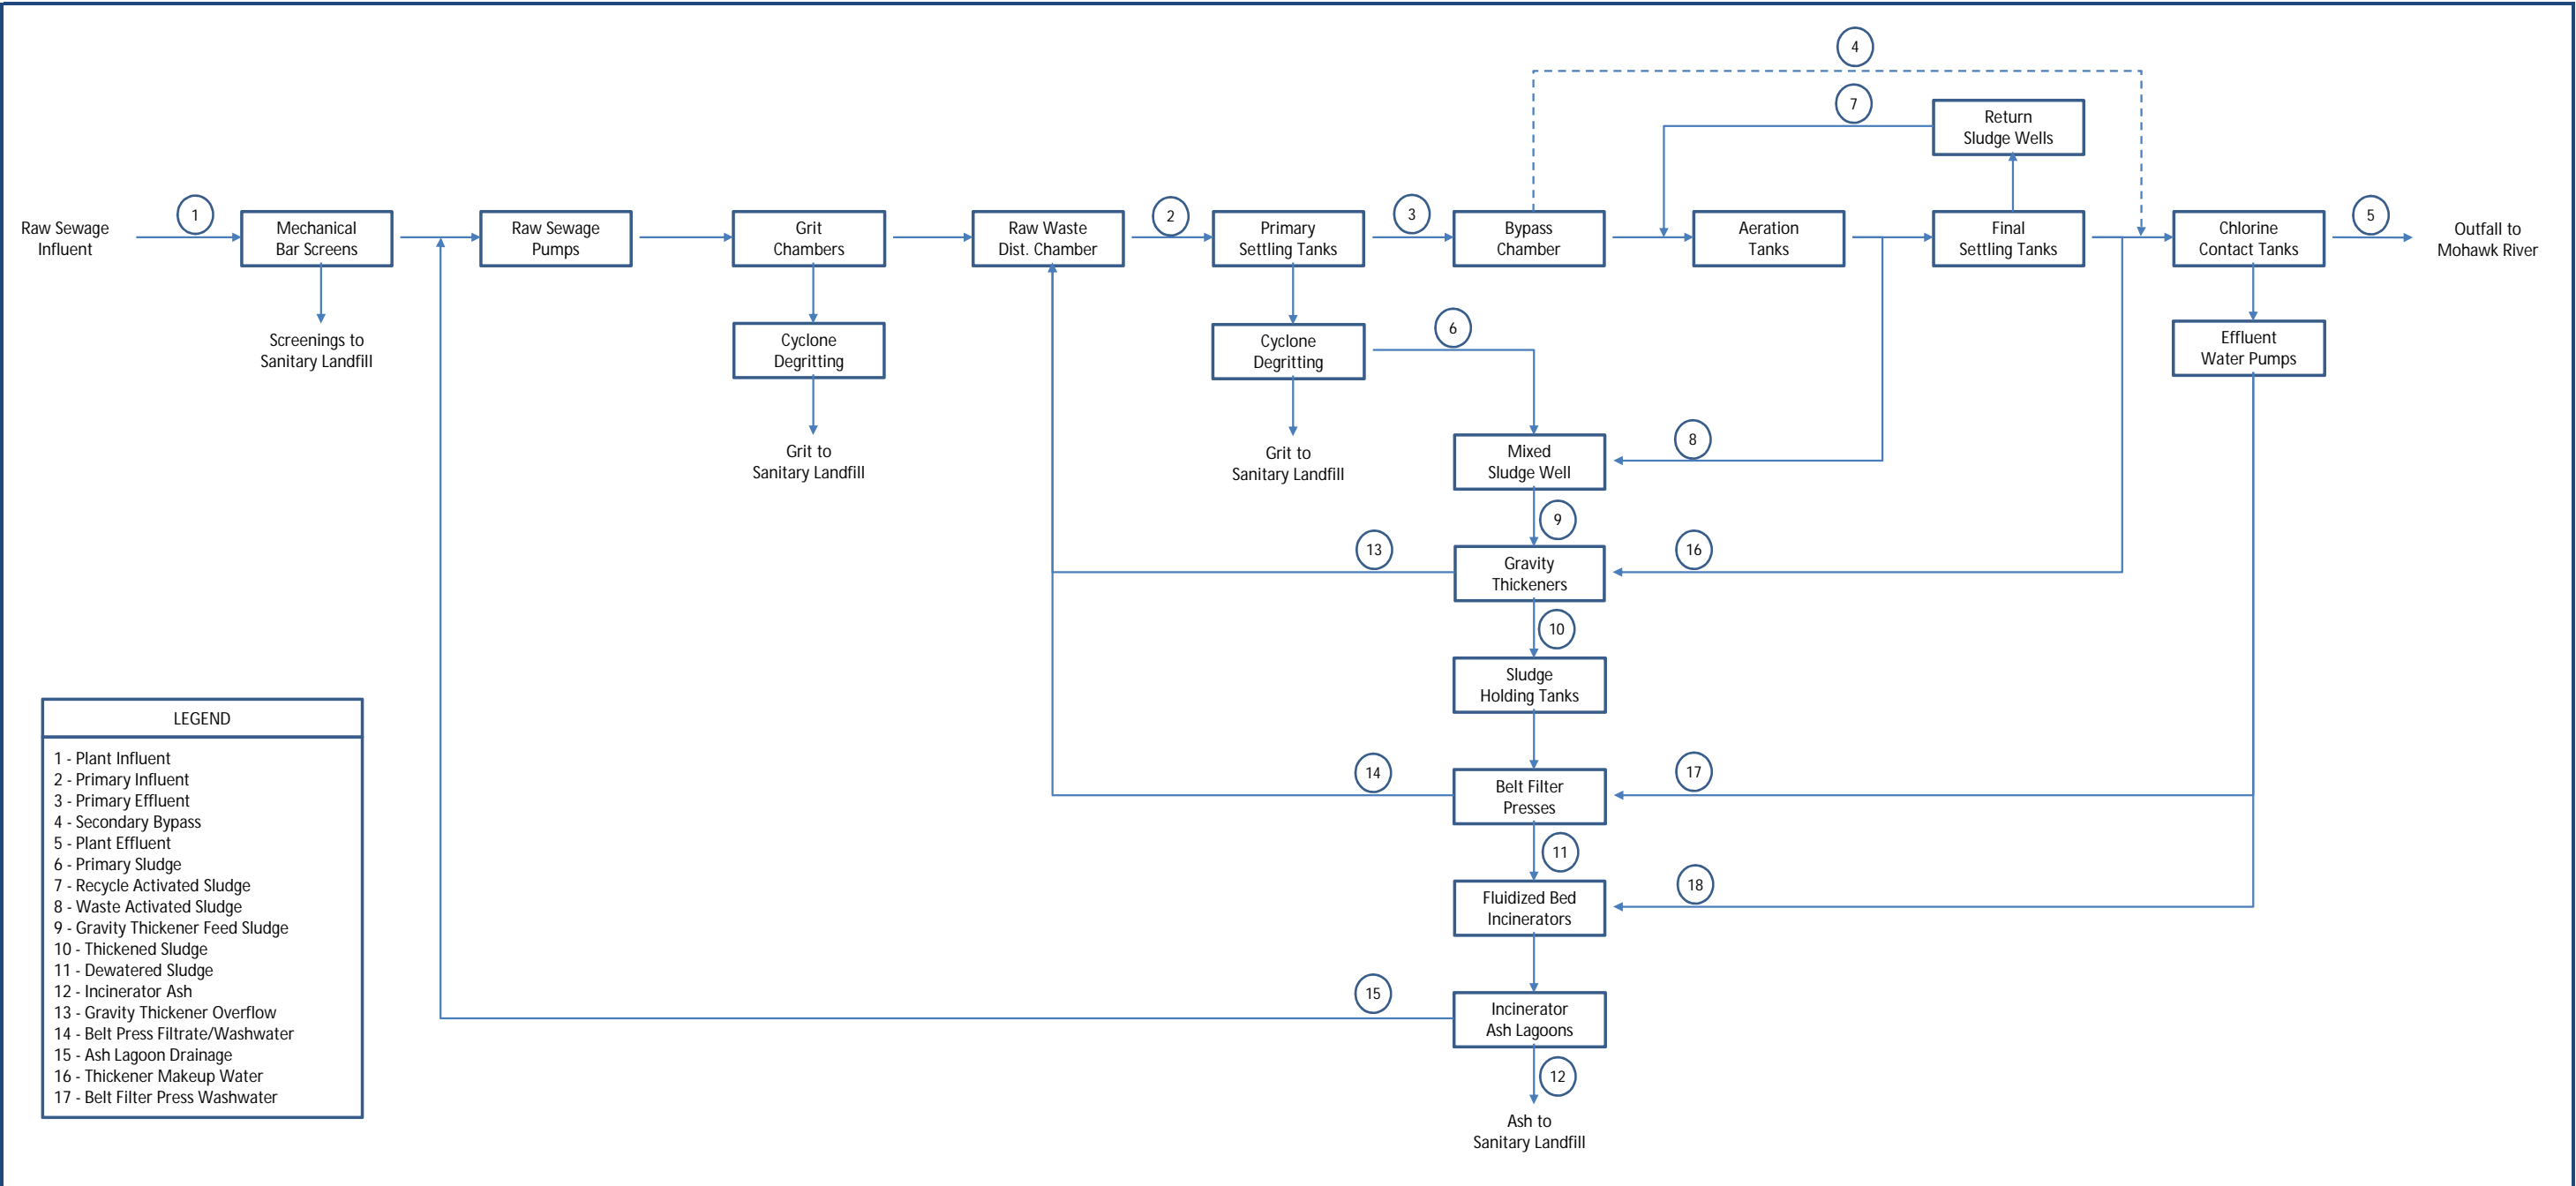 4
7
Return
Sludge Wells
1
2
3
5
Raw Sewage
Influent
Mechanical
Bar Screens
Raw Sewage
Pumps
Grit
Chambers
Raw Waste
Dist. Chamber
Primary
Settling Tanks
Bypass
Chamber
Aeration
Tanks
Final
Settling Tanks
Chlorine
Contact Tanks
Outfall to
Mohawk River
Screenings to
Sanitary Landfill
Cyclone
Degritting
Cyclone
Degritting
6
Effluent
Water Pumps
Grit to
Sanitary Landfill
Grit to
Sanitary Landfill
Mixed
Sludge Well
8
9
13
Gravity
Thickeners
16
10
Sludge
Holding Tanks
14
Belt Filter
Presses
17
11
Fluidized Bed
Incinerators
18
15
Incinerator
Ash Lagoons
12
Ash to
Sanitary Landfill
LEGEND
1 - Plant Influent
2 - Primary Influent
3 - Primary Effluent
4 - Secondary Bypass
5 - Plant Effluent
6 - Primary Sludge
7 - Recycle Activated Sludge
8 - Waste Activated Sludge
9 - Gravity Thickener Feed Sludge
10 - Thickened Sludge
11 - Dewatered Sludge
12 - Incinerator Ash
13 - Gravity Thickener Overflow
14 - Belt Press Filtrate/Washwater
15 - Ash Lagoon Drainage
16 - Thickener Makeup Water
17 - Belt Filter Press Washwater